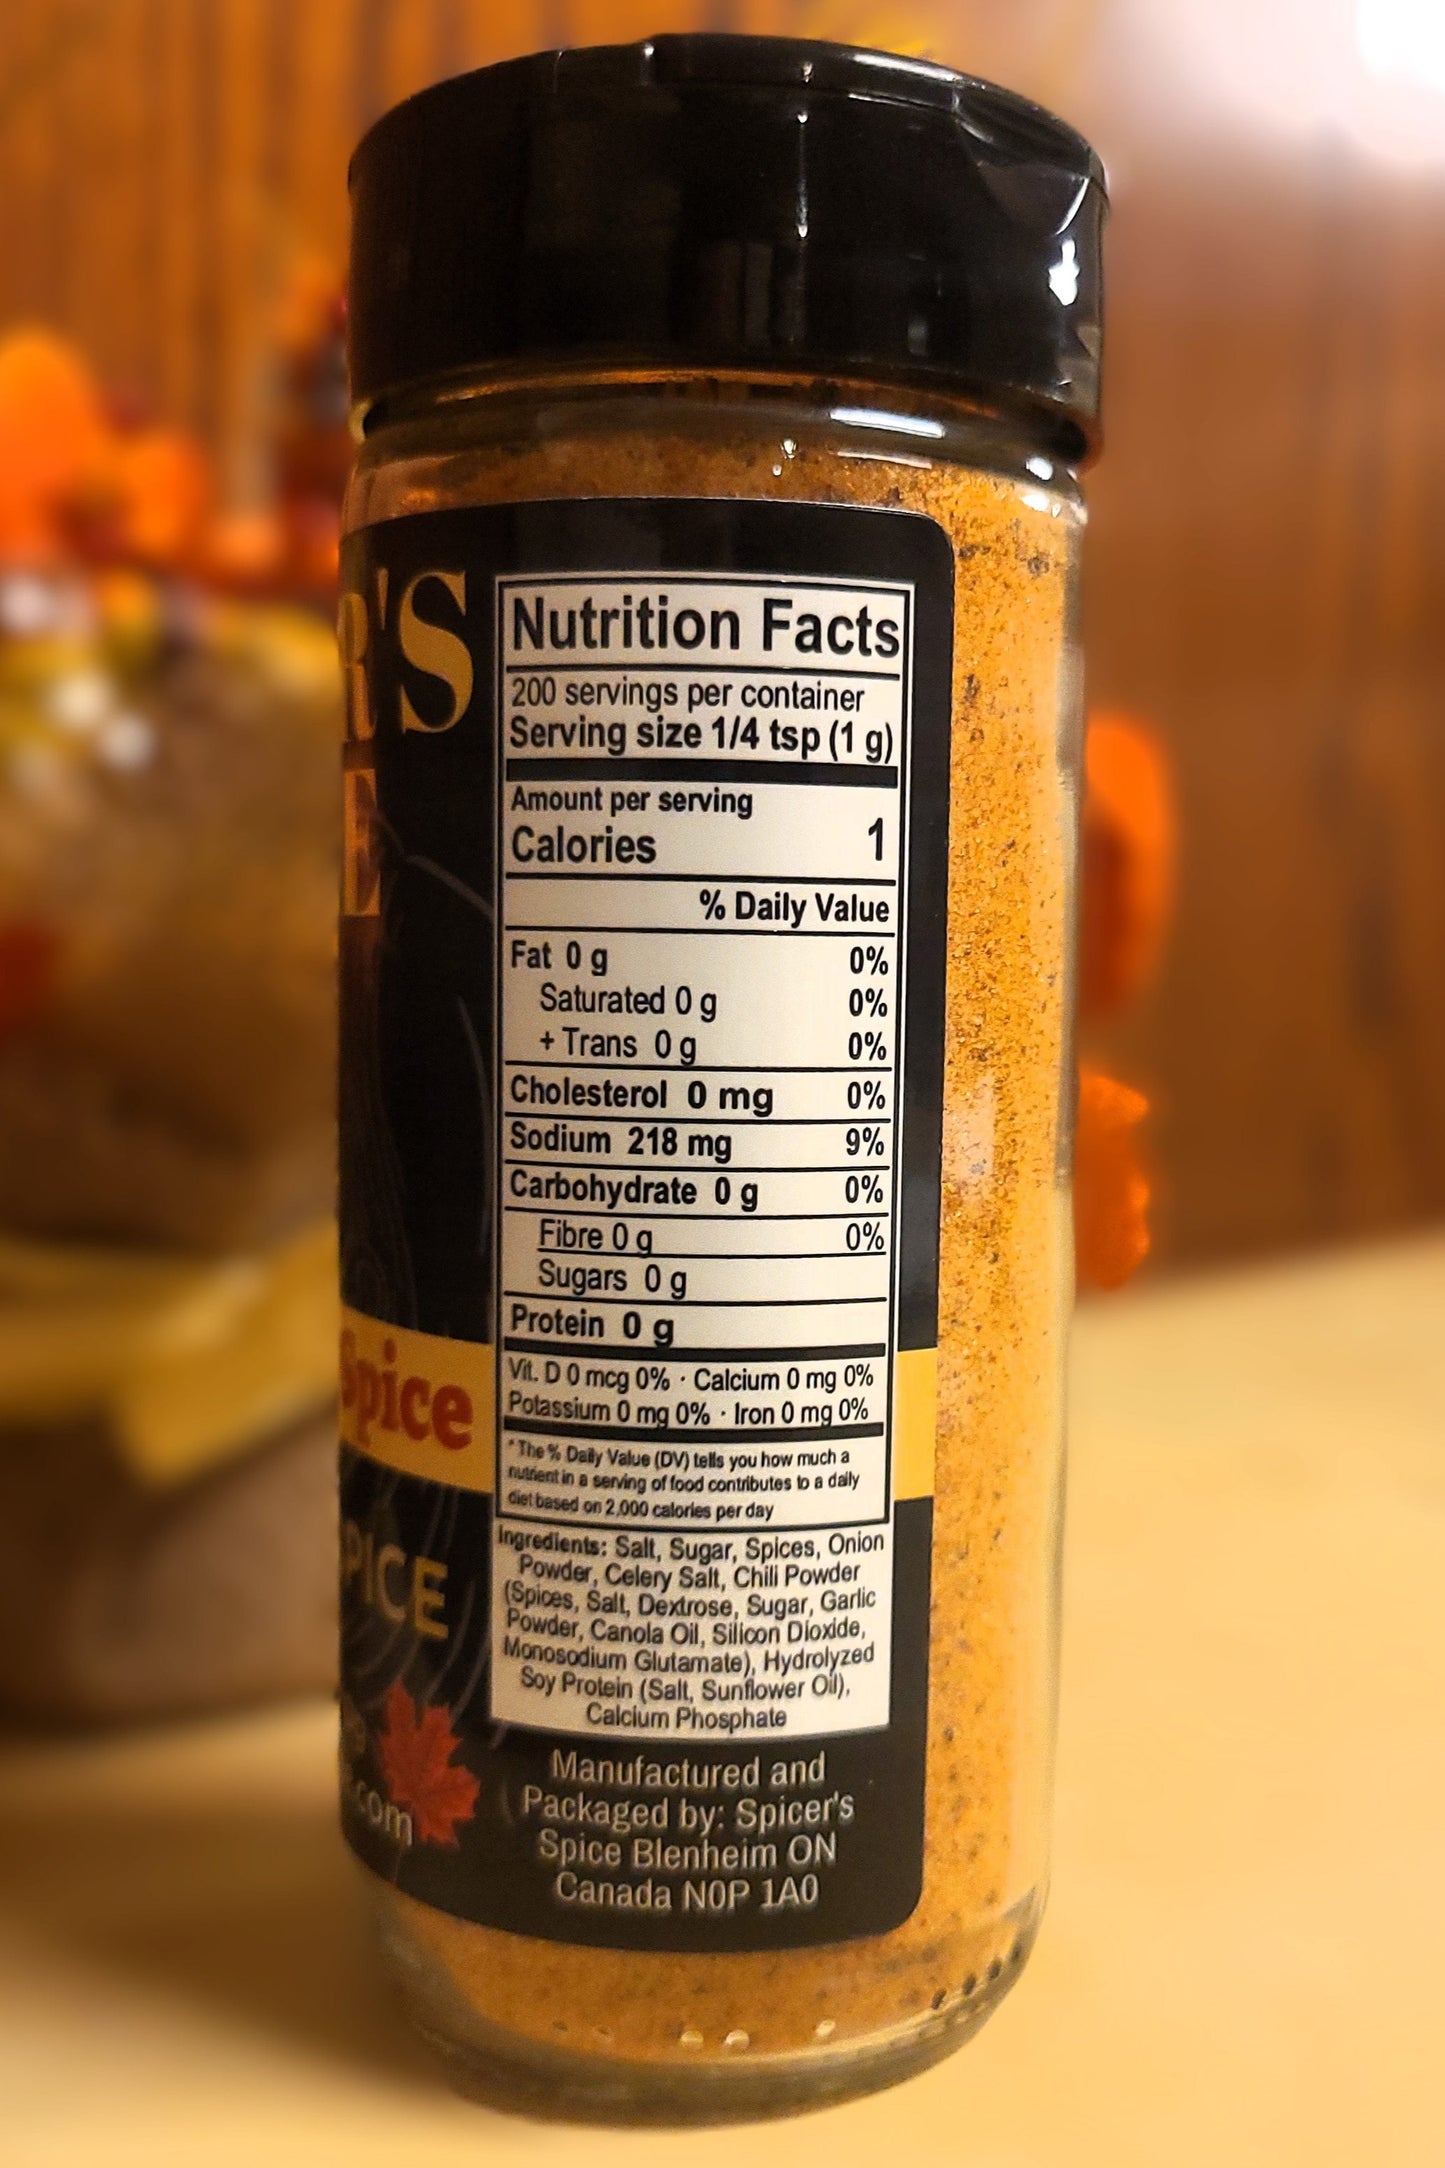 'S
Nutrition Facts
200 servings per container
Serving size 1/4 tsp (1 g)
Amount per serving
Calories 1
% Daily Value
Fat 0 g 0%
Saturated 0 g 0%
+ Trans 0 g 0%
Cholesterol 0 mg 0%
Sodium 218 mg 9%
Carbohydrate 0 g 0%
Fibre 0 g 0%
Sugars 0 g
Protein 0 g
Vit. D 0 mcg 0% · Calcium 0 mg 0%
Potassium 0 mg 0% · Iron 0 mg 0%
*The % Daily Value (DV) tells you how much a
nutrient in a serving of food contributes to a daily
diet based on 2,000 calories per day
Ingredients: Salt, Sugar, Spices, Onion
Powder, Celery Salt, Chili Powder
(Spices, Salt, Dextrose, Sugar, Garlic
Powder, Canola Oil, Silicon Dioxide,
Monosodium Glutamate), Hydrolyzed
Soy Protein (Salt, Sunflower Oil),
Calcium Phosphate
Manufactured and
Packaged by: Spicer's
Spice Blenheim ON
Canada N0P 1A0
Spice
PICE
.com